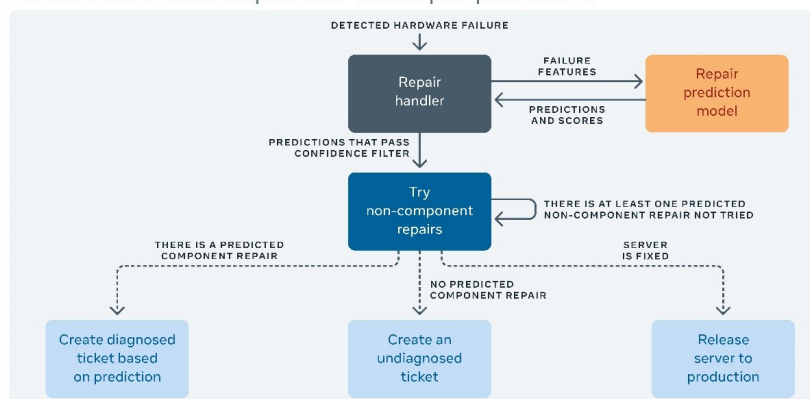 DETECTED HARDWARE FAILURE
Repair
handler
FAILURE
FEATURES
PREDICTIONS
AND SCORES
Repair
prediction
model
PREDICTIONS THAT PASS
CONFIDENCE FILTER
Try
non-component
repairs
THERE IS AT LEAST ONE PREDICTED
NON-COMPONENT REPAIR NOT TRIED
THERE IS A PREDICTED
COMPONENT REPAIR
NO PREDICTED
COMPONENT REPAIR
SERVER
IS FIXED
Create diagnosed
ticket based
on prediction
Create an
undiagnosed
ticket
Release
server to
production